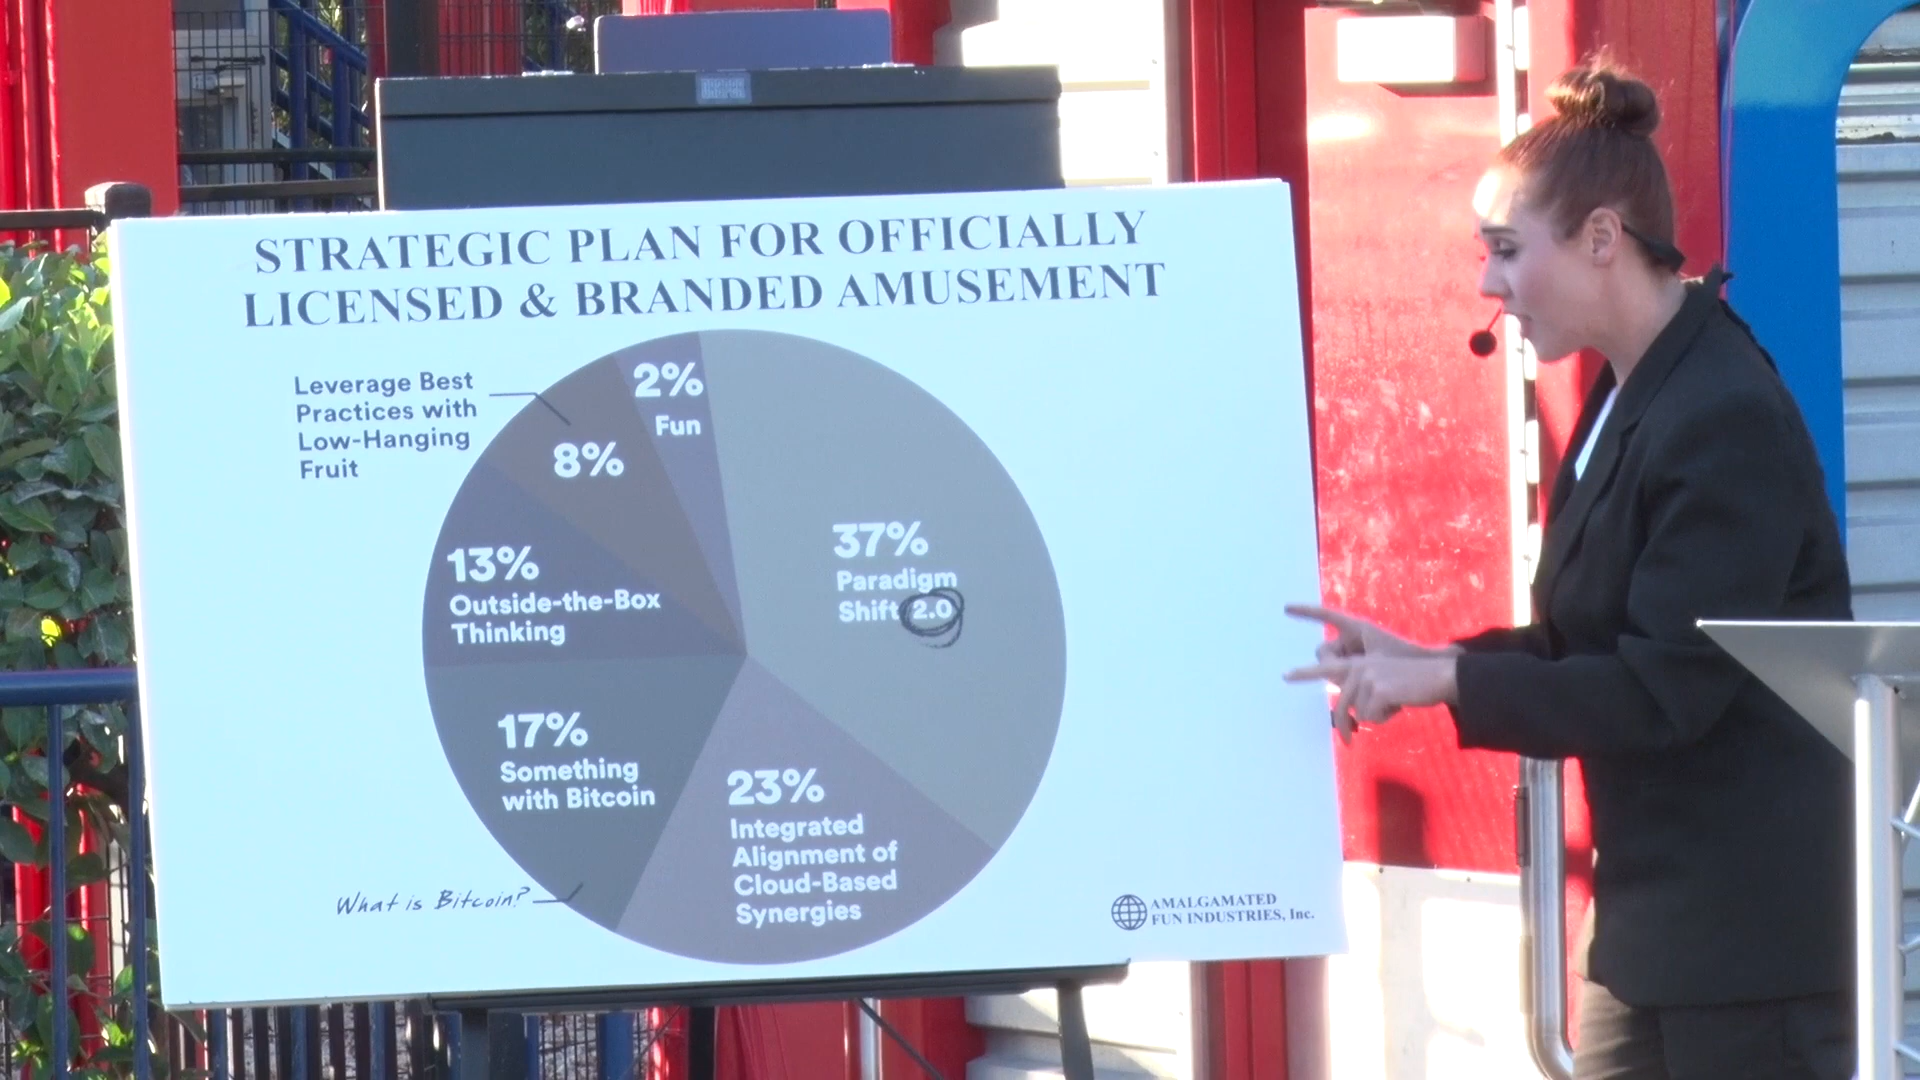 STRATEGIC PLAN FOR OFFICIALLY
LICENSED & BRANDED AMUSEMENT
Leverage Best
Practices with
Low-Hanging
Fruit
8%
2%
Fun
37%
Paradigm
Shift 2.0
13%
Outside-the-Box
Thinking
17%
Something
with Bitcoin
What is Bitcoin?
23%
Integrated
Alignment of
Cloud-Based
Synergies
AMALGAMATED
FUN INDUSTRIES, Inc.